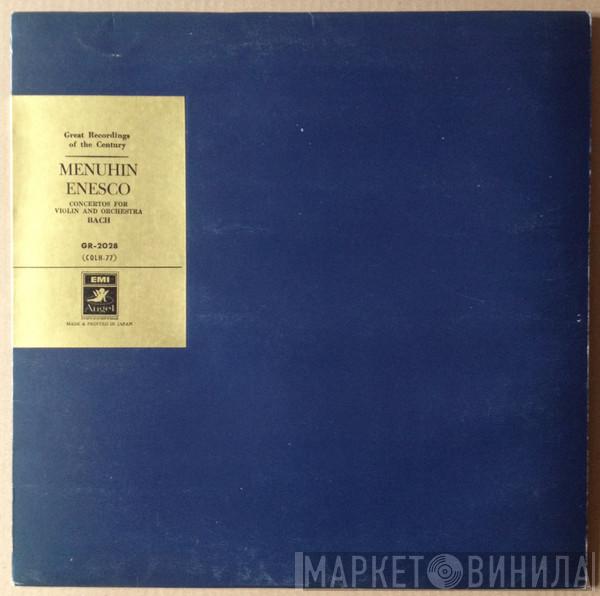 Great Recordings
of the Century
MENUHIN
ENESCO
CONCERTOS FOR
VIOLIN AND ORCHESTRA
BACH
GR-2028
(COLH-77)
EMI
Angel
MADE & PRINTED IN JAPAN
МАРКЕТ ВИНИЛА